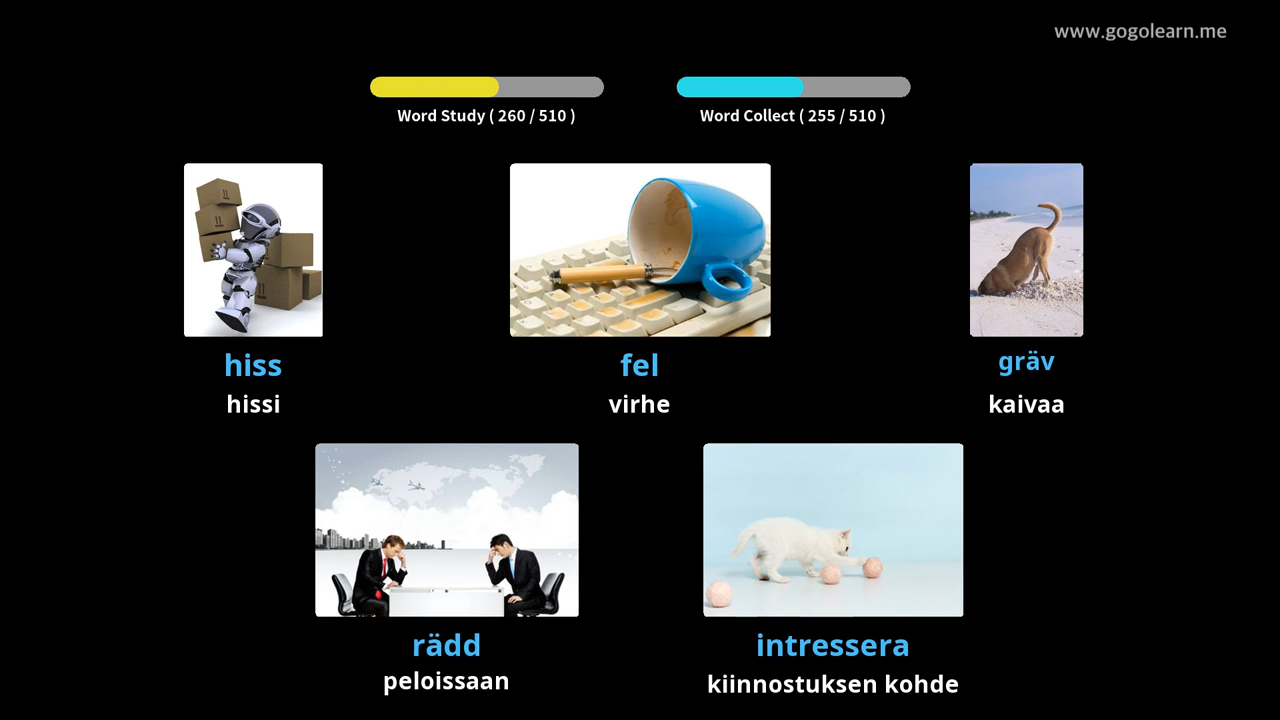 www.gogolearn.me
Word Study ( 260 / 510 )
Word Collect ( 255 / 510 )
hiss
hissi
fel
virhe
gräv
kaivaa
rädd
peloissaan
intressera
kiinnostuksen kohde